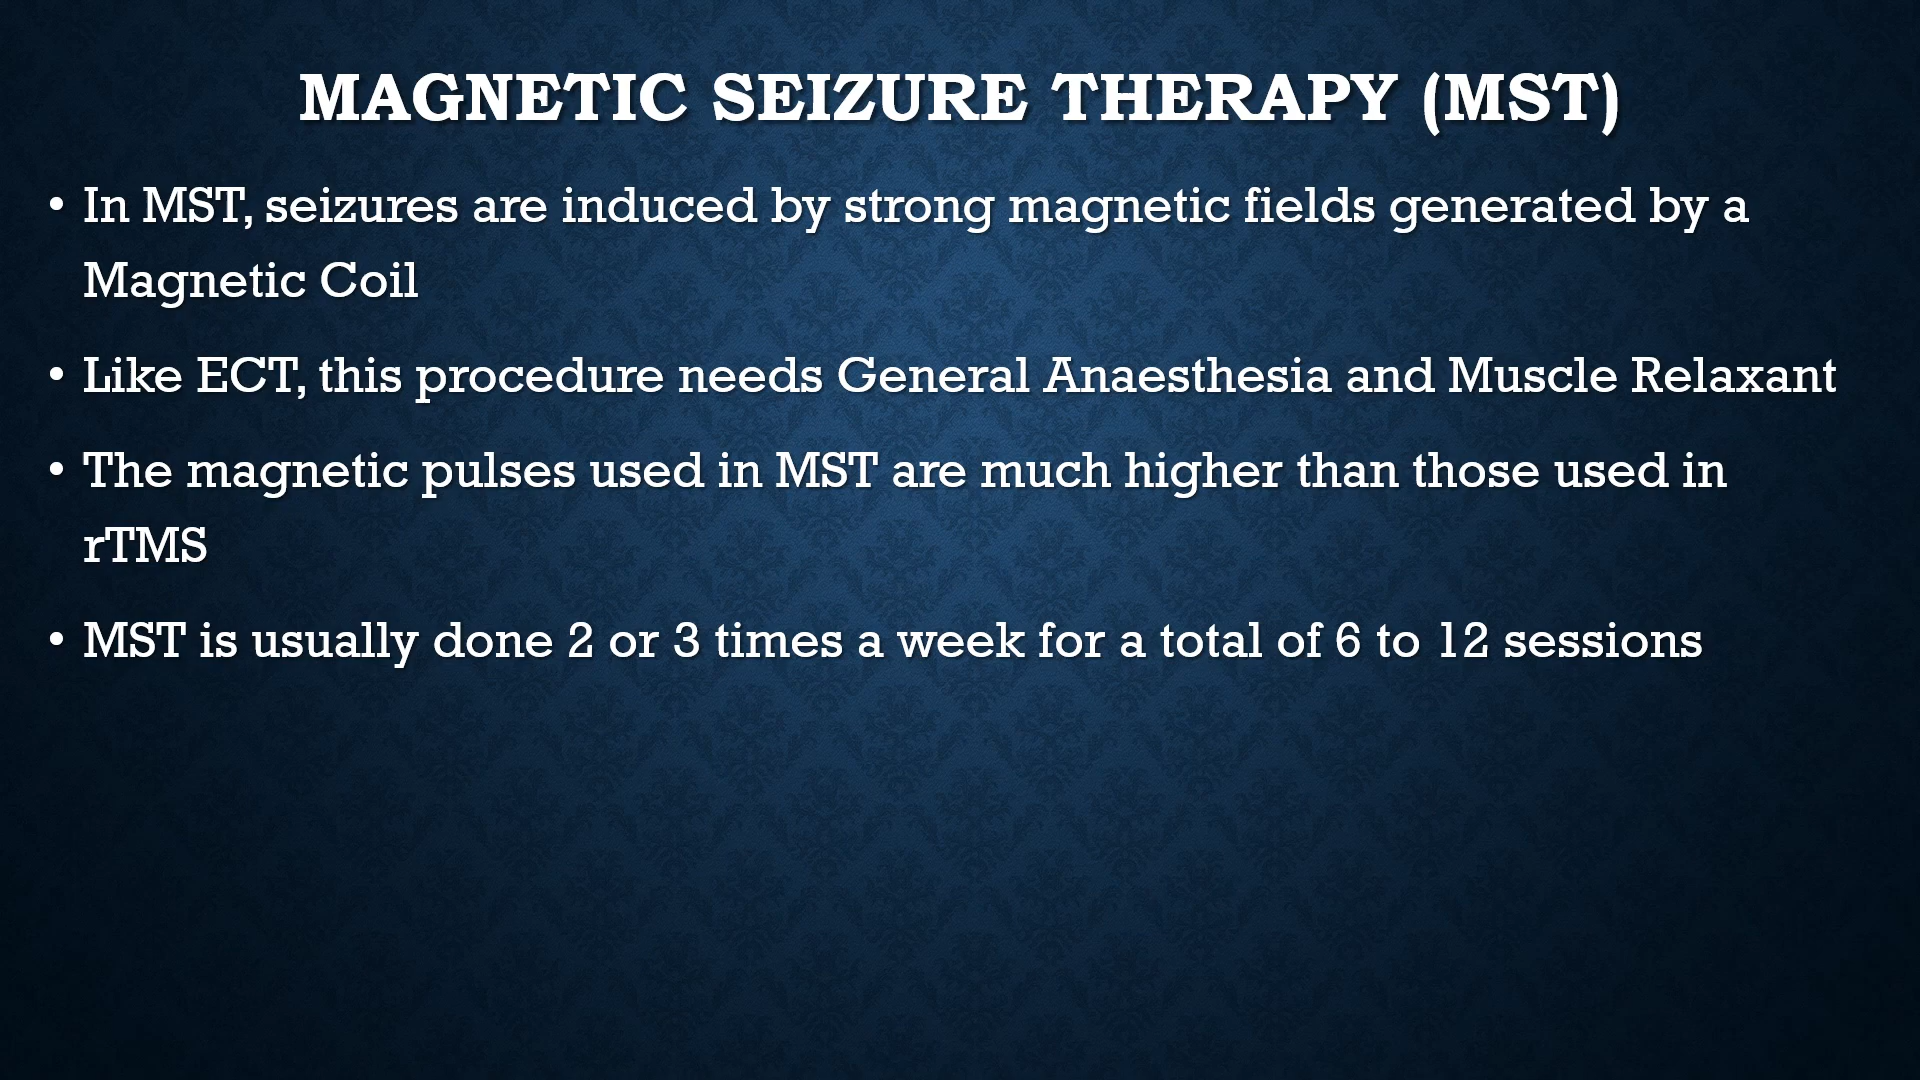 MAGNETIC SEIZURE THERAPY (MST)
• In MST, seizures are induced by strong magnetic fields generated by a
Magnetic Coil
• Like ECT, this procedure needs General Anaesthesia and Muscle Relaxant
• The magnetic pulses used in MST are much higher than those used in
rTMS
• MST is usually done 2 or 3 times a week for a total of 6 to 12 sessions